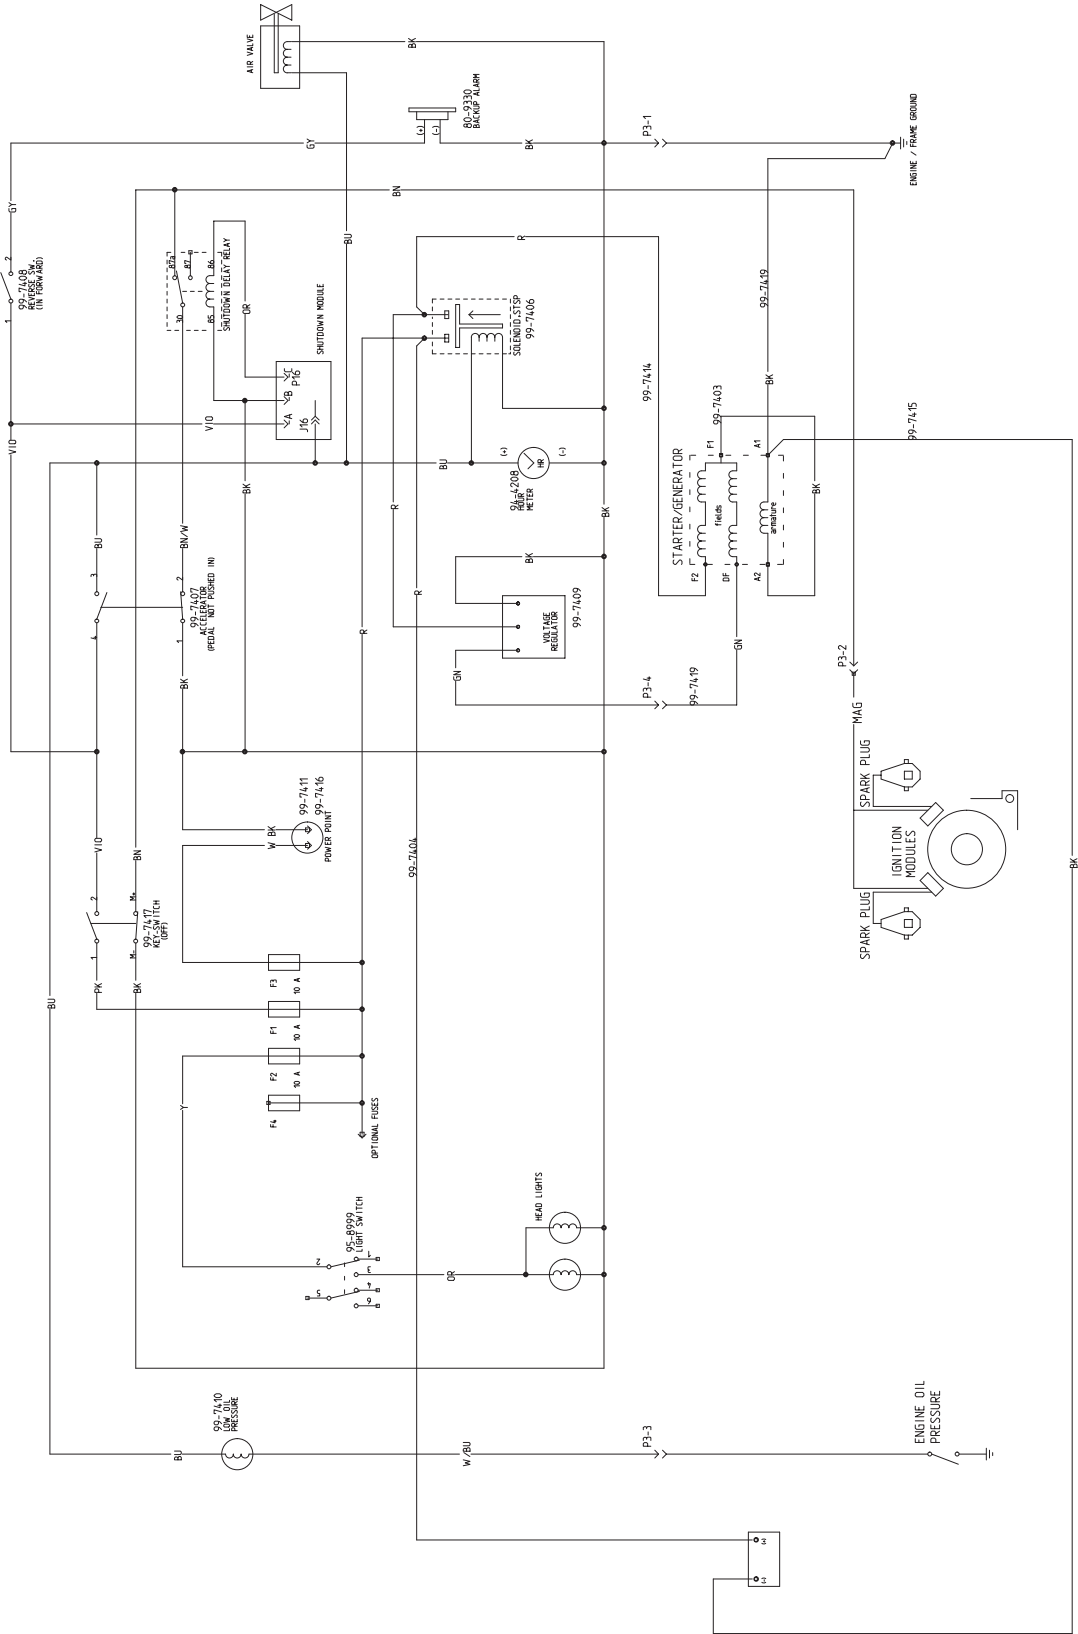 AIR VALVE
BK
80-9330
BACKUP ALARM
(+)
(-)
GY
BK
P3-1
ENGINE / FRAME GROUND
GY
BN
2
99-7408
REVERSE SW.
(IN FORWARD)
1
87a
87
86
30
85
SHUTDOWN DELAY RELAY
OR
BU
R
SOLENOID,STSP
99-7406
99-7419
SHUTDOWN MODULE
C
P16
B
A
J16
VIO
VIO
99-7414
BK
99-7403
99-7415
F1
A1
BU
(+)
HR
(-)
94-4208
HOUR
METER
BK
STARTER/GENERATOR
fields
armature
F2
DF
A2
BK
BK
R
BU
BN/W
3
2
99-7407
ACCELERATOR
(PEDAL NOT PUSHED IN)
4
1
BK
BK
R
R
VOLTAGE
REGULATOR
99-7409
GN
GN
P3-4
99-7419
P3-2
MAG
SPARK PLUG
IGNITION
MODULES
SPARK PLUG
99-7411
99-7416
POWER POINT
BK
W
99-7404
VIO
BN
BK
2
M+
99-7417
KEY-SWITCH
(OFF)
1
M-
PK
BK
BU
F3
10 A
F1
10 A
F2
10 A
F4
Y
OPTIONAL FUSES
HEAD LIGHTS
95-8999
LIGHT SWITCH
2
1
3
5
4
6
OR
99-7410
LOW OIL
PRESSURE
BU
W/BU
P3-3
ENGINE OIL
PRESSURE
(+)
(-)